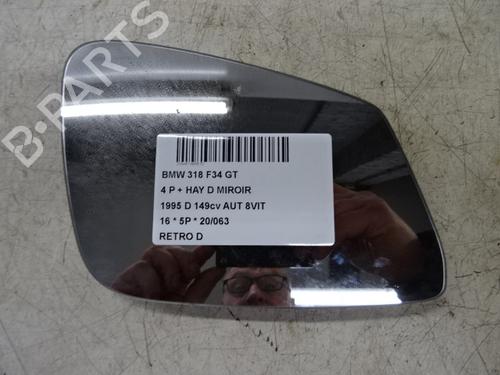 B-PARTS
BMW 318 F34 GT
4 P + HAY D MIROIR
1995 D 149cv AUT 8VIT
16 * 5P * 20/063
RETRO D